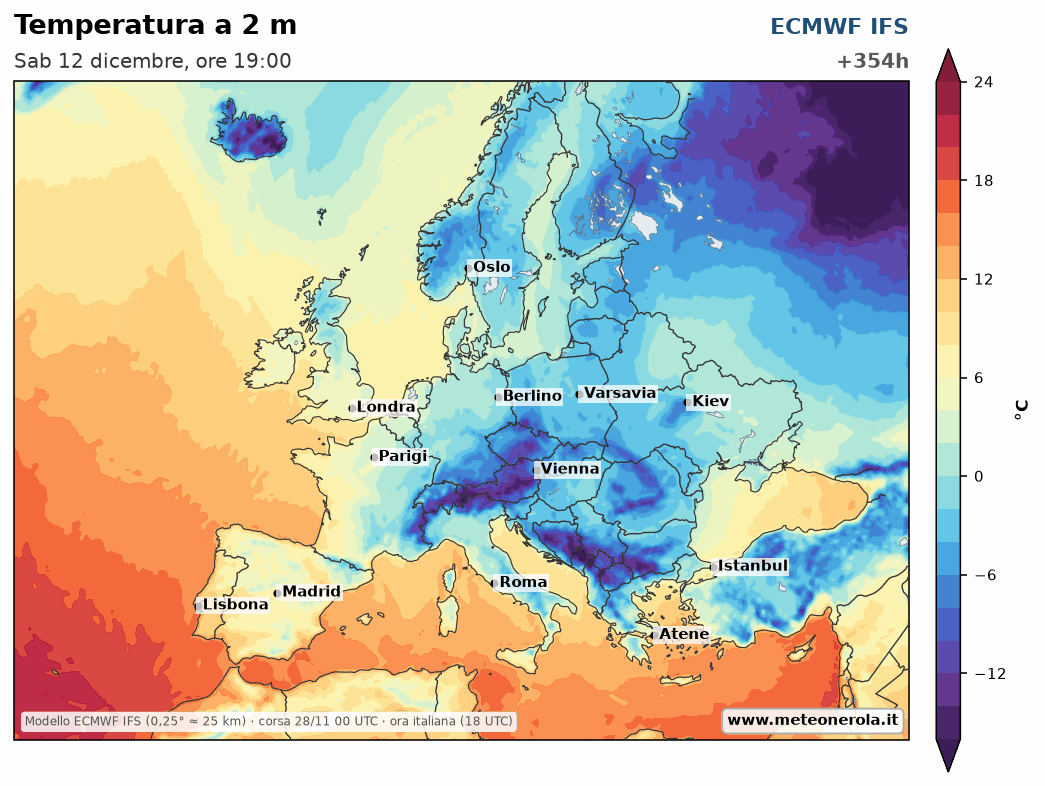 Temperatura a 2 m
ECMWF IFS
Sab 12 dicembre, ore 19:00
+354h
24
18
12
6
0
−6
−12
°C
Oslo
Berlino
Varsavia
Kiev
Londra
Parigi
Vienna
Istanbul
Roma
Madrid
Lisbona
Atene
Modello ECMWF IFS (0,25° ≈ 25 km) · corsa 28/11 00 UTC · ora italiana (18 UTC)
www.meteonerola.it